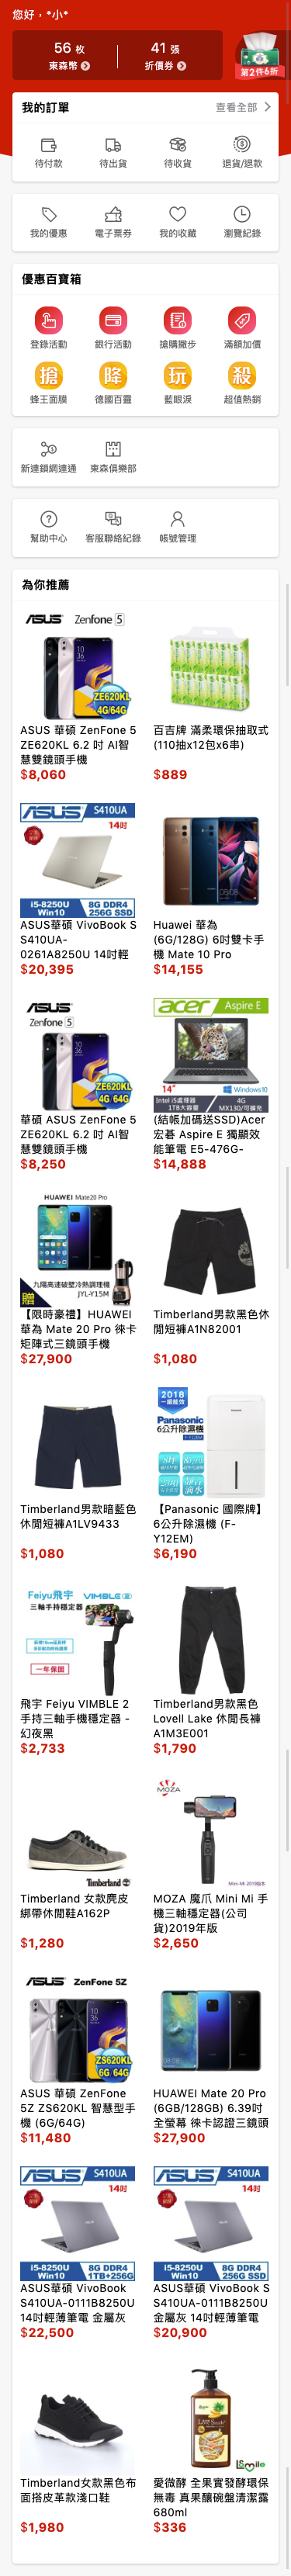 您好，*小*
56 枚
41 張
東森幣
折價券
第2件6折
我的訂單
查看全部
待付款
待出貨
待收貨
退貨/退款
我的優惠
電子票券
我的收藏
瀏覽紀錄
優惠百寶箱
登錄活動
銀行活動
搶購撇步
滿額加價
搶
降
玩
殺
蜂王面膜
德國百靈
藍眼淚
超值熱銷
新連鎖網連通
東森俱樂部
幫助中心
客服聯絡紀錄
帳號管理
為你推薦
ASUS Zenfone 5
ZE620KL
4G/64G
ASUS 華碩 ZenFone 5
ZE620KL 6.2 吋 AI智
慧雙鏡頭手機
$8,060
百吉牌 滿柔環保抽取式
(110抽x12包x6串)
$889
ASUS S410UA
14吋
i5-8250U
Win10
8G DDR4
256G SSD
ASUS華碩 VivoBook S
S410UA-
0261A8250U 14吋輕
$20,395
Huawei 華為
(6G/128G) 6吋雙卡手
機 Mate 10 Pro
$14,155
ASUS
Zenfone 5
ZE620KL
4G 64G
華碩 ASUS ZenFone 5
ZE620KL 6.2 吋 AI智
慧雙鏡頭手機
$8,250
acer Aspire E
14"
Windows 10
Intel i5處理器
1TB大容量
4G
MX130/可擴充
(結帳加碼送SSD)Acer
宏碁 Aspire E 獨顯效
能筆電 E5-476G-
$14,888
HUAWEI Mate20 Pro
九陽高速破壁冷熱調理機
JYL-Y15M
贈
【限時豪禮】HUAWEI
華為 Mate 20 Pro 徠卡
矩陣式三鏡頭手機
$27,900
Timberland男款黑色休
閒短褲A1N82001
$1,080
Timberland男款暗藍色
休閒短褲A1LV9433
$1,080
2018
一級能效
Panasonic
6公升除濕機
【Panasonic 國際牌】
6公升除濕機 (F-
Y12EM)
$6,190
Feiyu飛宇 VIMBLE 2
三軸手持穩定器
一年保固
飛宇 Feiyu VIMBLE 2
手持三軸手機穩定器 -
幻夜黑
$2,733
Timberland男款黑色
Lovell Lake 休閒長褲
A1M3E001
$1,790
Timberland
Timberland 女款麂皮
綁帶休閒鞋A162P
$1,280
MOZA
Mini-Mi 2019版本
MOZA 魔爪 Mini Mi 手
機三軸穩定器(公司
貨)2019年版
$2,650
ASUS ZenFone 5Z
ZS620KL
6G 64G
ASUS 華碩 ZenFone
5Z ZS620KL 智慧型手
機 (6G/64G)
$11,480
HUAWEI Mate 20 Pro
(6GB/128GB) 6.39吋
全螢幕 徠卡認證三鏡頭
$27,900
ASUS S410UA
14吋
i5-8250U
Win10
8G DDR4
1TB+256G
ASUS華碩 VivoBook
S410UA-0111B8250U
14吋輕薄筆電 金屬灰
$22,500
ASUS S410UA
14吋
i5-8250U
Win10
8G DDR4
256G SSD
ASUS華碩 VivoBook S
S410UA-0111B8250U
金屬灰 14吋輕薄筆電
$20,900
Timberland女款黑色布
面搭皮革款淺口鞋
$1,980
愛微酵 全果實發酵環保
無毒 真果釀碗盤清潔露
680ml
$336